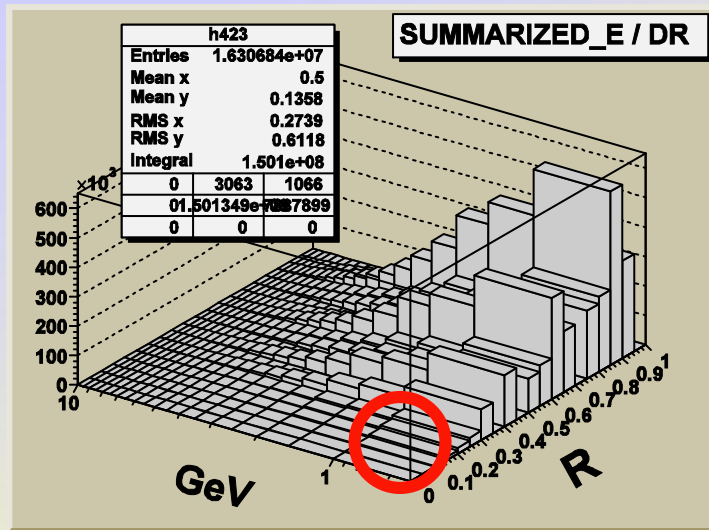 h423
Entries 1.630684e+07
Mean x 0.5
Mean y 0.1358
RMS x 0.2739
RMS y 0.6118
Integral 1.501e+08
0 3063 1066
0 0 0
SUMMARIZED_E / DR
×10³
600
500
400
300
200
100
0
10
1
GeV
0
0.1
0.2
0.3
0.4
0.5
0.6
0.7
0.8
0.9
1
R